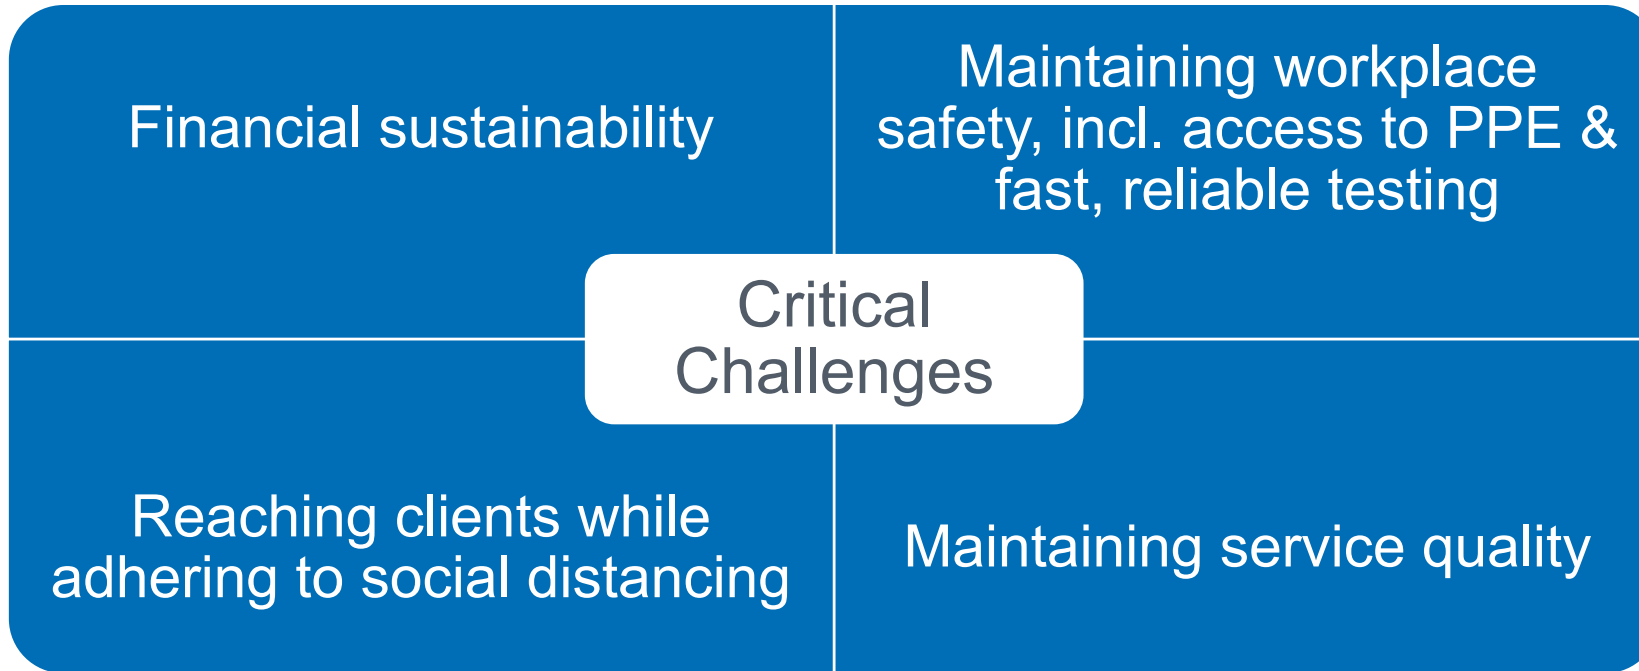 Financial sustainability
Maintaining workplace
safety, incl. access to PPE &
fast, reliable testing
Critical
Challenges
Reaching clients while
adhering to social distancing
Maintaining service quality